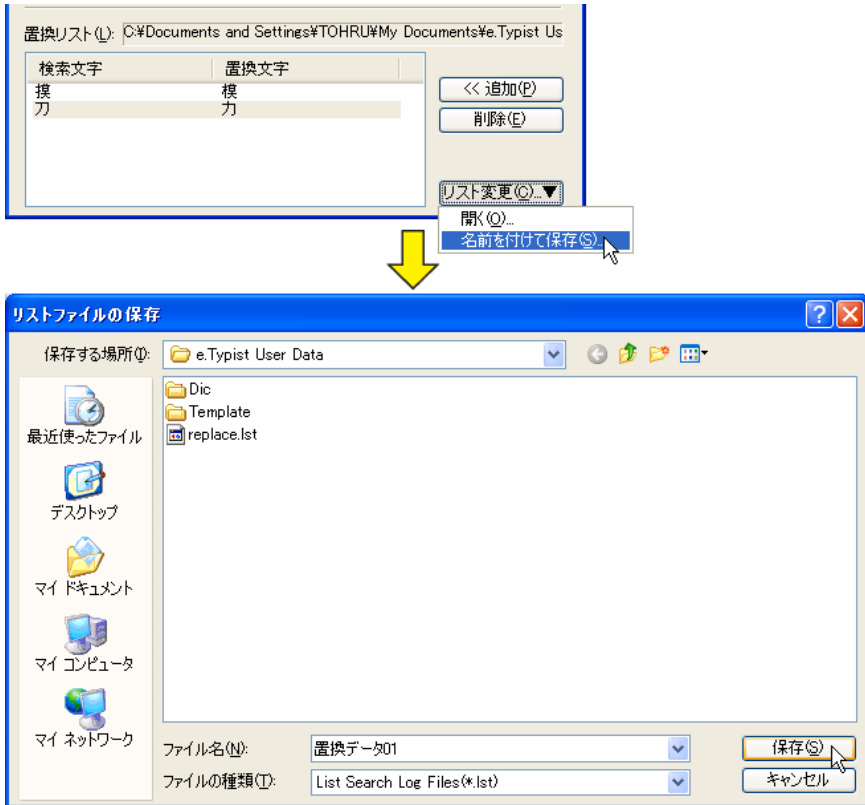 置換リスト(L): C:¥Documents and Settings¥TOHRU¥My Documents¥e.Typist Us
検索文字 置換文字
摸 模
刀 力
<< 追加(P)
削除(E)
リスト変更(C)...▼
開く(O)...
名前を付けて保存(S)...
リストファイルの保存
保存する場所(I): e.Typist User Data
Dic
Template
replace.lst
最近使ったファイル
デスクトップ
マイ ドキュメント
マイ コンピュータ
マイ ネットワーク
ファイル名(N): 置換データ01 保存(S)
ファイルの種類(T): List Search Log Files(*.lst) キャンセル